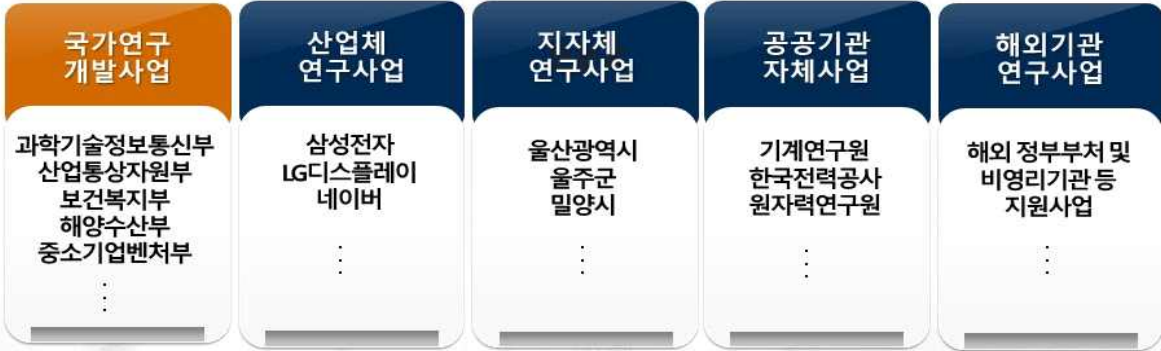 국가연구
개발사업
과학기술정보통신부
산업통상자원부
보건복지부
해양수산부
중소기업벤처부
⋮
산업체
연구사업
삼성전자
LG디스플레이
네이버
⋮
지자체
연구사업
울산광역시
울주군
밀양시
⋮
공공기관
자체사업
기계연구원
한국전력공사
원자력연구원
⋮
해외기관
연구사업
해외 정부부처 및
비영리기관 등
지원사업
⋮